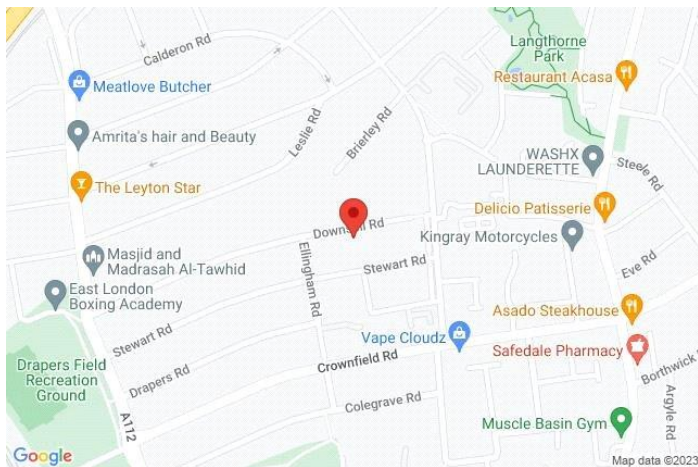 Calderon Rd
Langthorne
Park
Restaurant Acasa
Meatlove Butcher
Leslie Rd
Brierley Rd
Amrita's hair and Beauty
WASHX
LAUNDERETTE
Steele Rd
The Leyton Star
Delicio Patisserie
Rd
Kingray Motorcycles
Masjid and
Madrasah Al-Tawhid
Ellingham Rd
Stewart Rd
Eve Rd
East London
Boxing Academy
Asado Steakhouse
Stewart Rd
Vape Cloudz
Safedale Pharmacy
Crownfield Rd
Drapers Field
Recreation
Ground
Drapers Rd
Borthwick
Colegrave Rd
Argyle Rd
A112
Muscle Basin Gym
Google
Map data ©2023